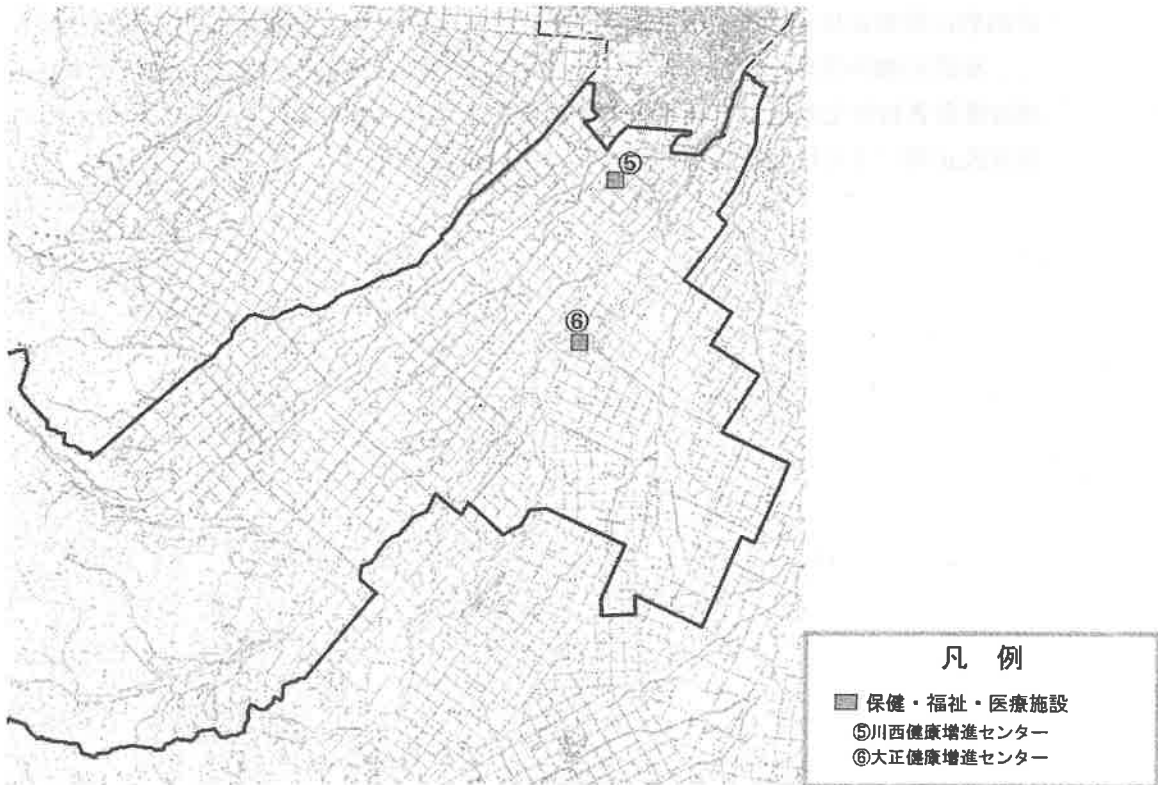 ⑤
⑥
凡 例
保健・福祉・医療施設
⑤川西健康増進センター
⑥大正健康増進センター